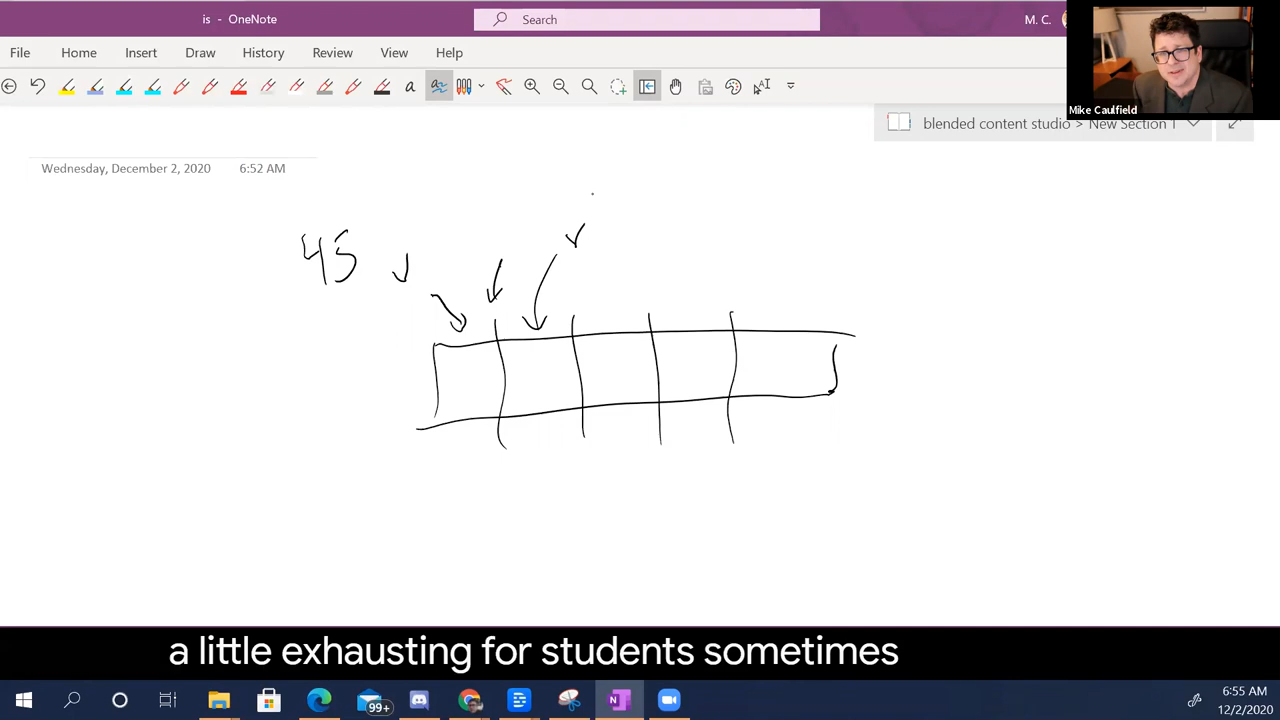 is - OneNote
Search
M. C.
File Home Insert Draw History Review View Help
a
Mike Caulfield
blended content studio > New Section 1
Wednesday, December 2, 2020 6:52 AM
45
a little exhausting for students sometimes
99+
N
6:55 AM
12/2/2020